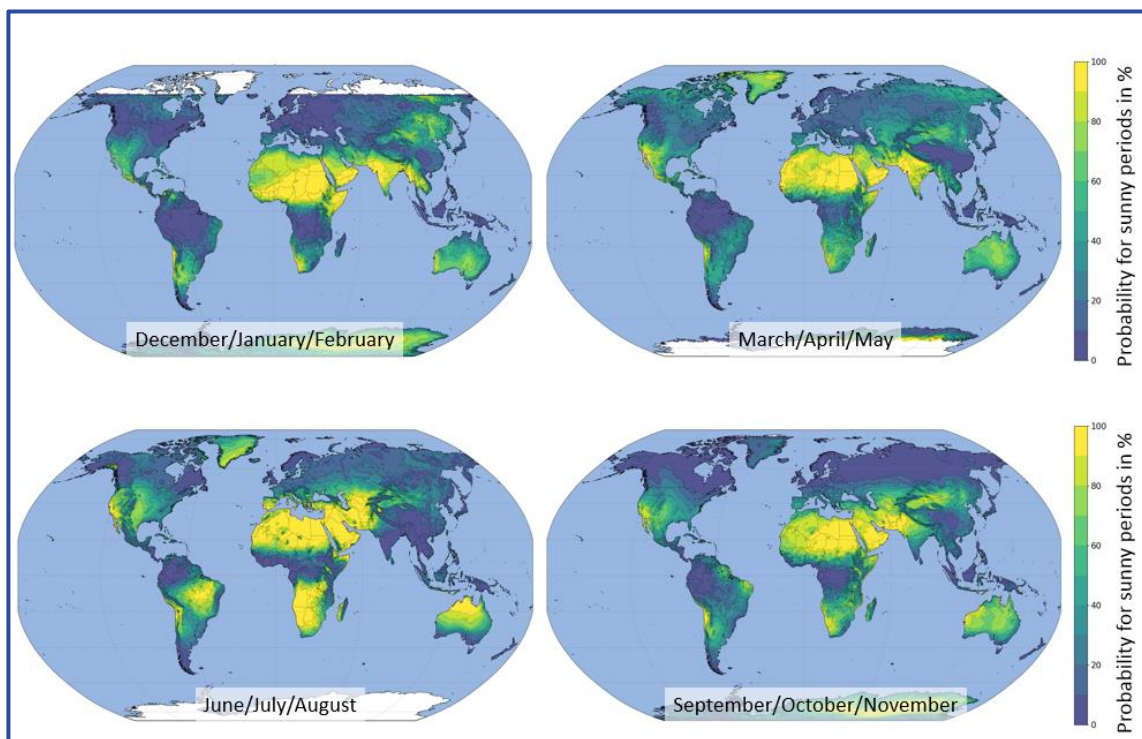 December/January/February
March/April/May
100
80
60
40
20
0
Probability for sunny periods in %
June/July/August
September/October/November
100
80
60
40
20
0
Probability for sunny periods in %